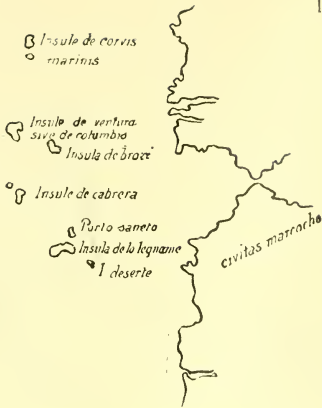 Insule de corvis
marinis
Insule de ventura
sive de columbis
Insula de brazi
Insule de cabrera
Porto sancto
Insula de lo legname
I deserte
civitas marrocho